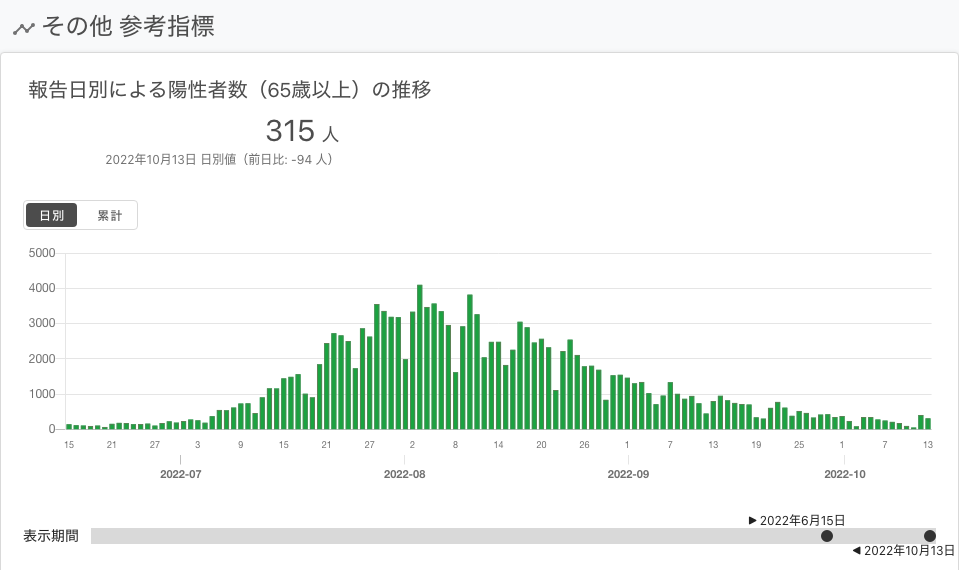 その他 参考指標
報告日別による陽性者数（65歳以上）の推移
315 人
2022年10月13日 日別値（前日比: -94 人）
日別 累計
5000
4000
3000
2000
1000
0
15 21 27 3 9 15 21 27 2 8 14 20 26 1 7 13 19 25 1 7 13
2022-07 2022-08 2022-09 2022-10
▶ 2022年6月15日
表示期間
◀ 2022年10月13日